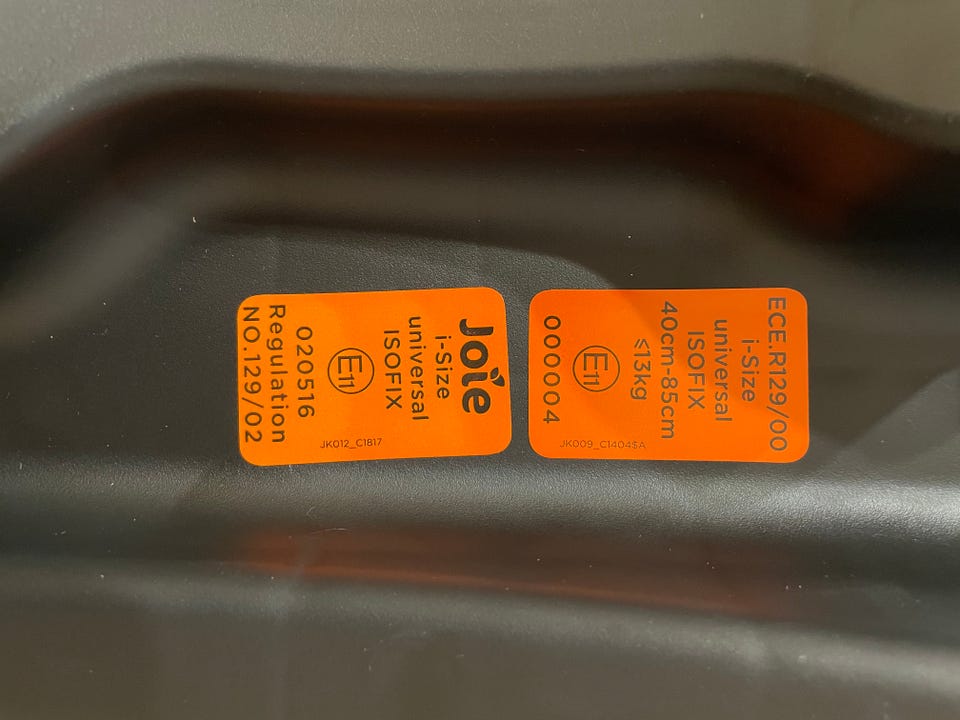 Joie
i-Size
universal
ISOFIX
E11
020516
Regulation
NO.129/02
JK012_C1817
ECE.R129/00
i-Size
universal
ISOFIX
40cm-85cm
≤13kg
E11
000004
JK009_C1404$A